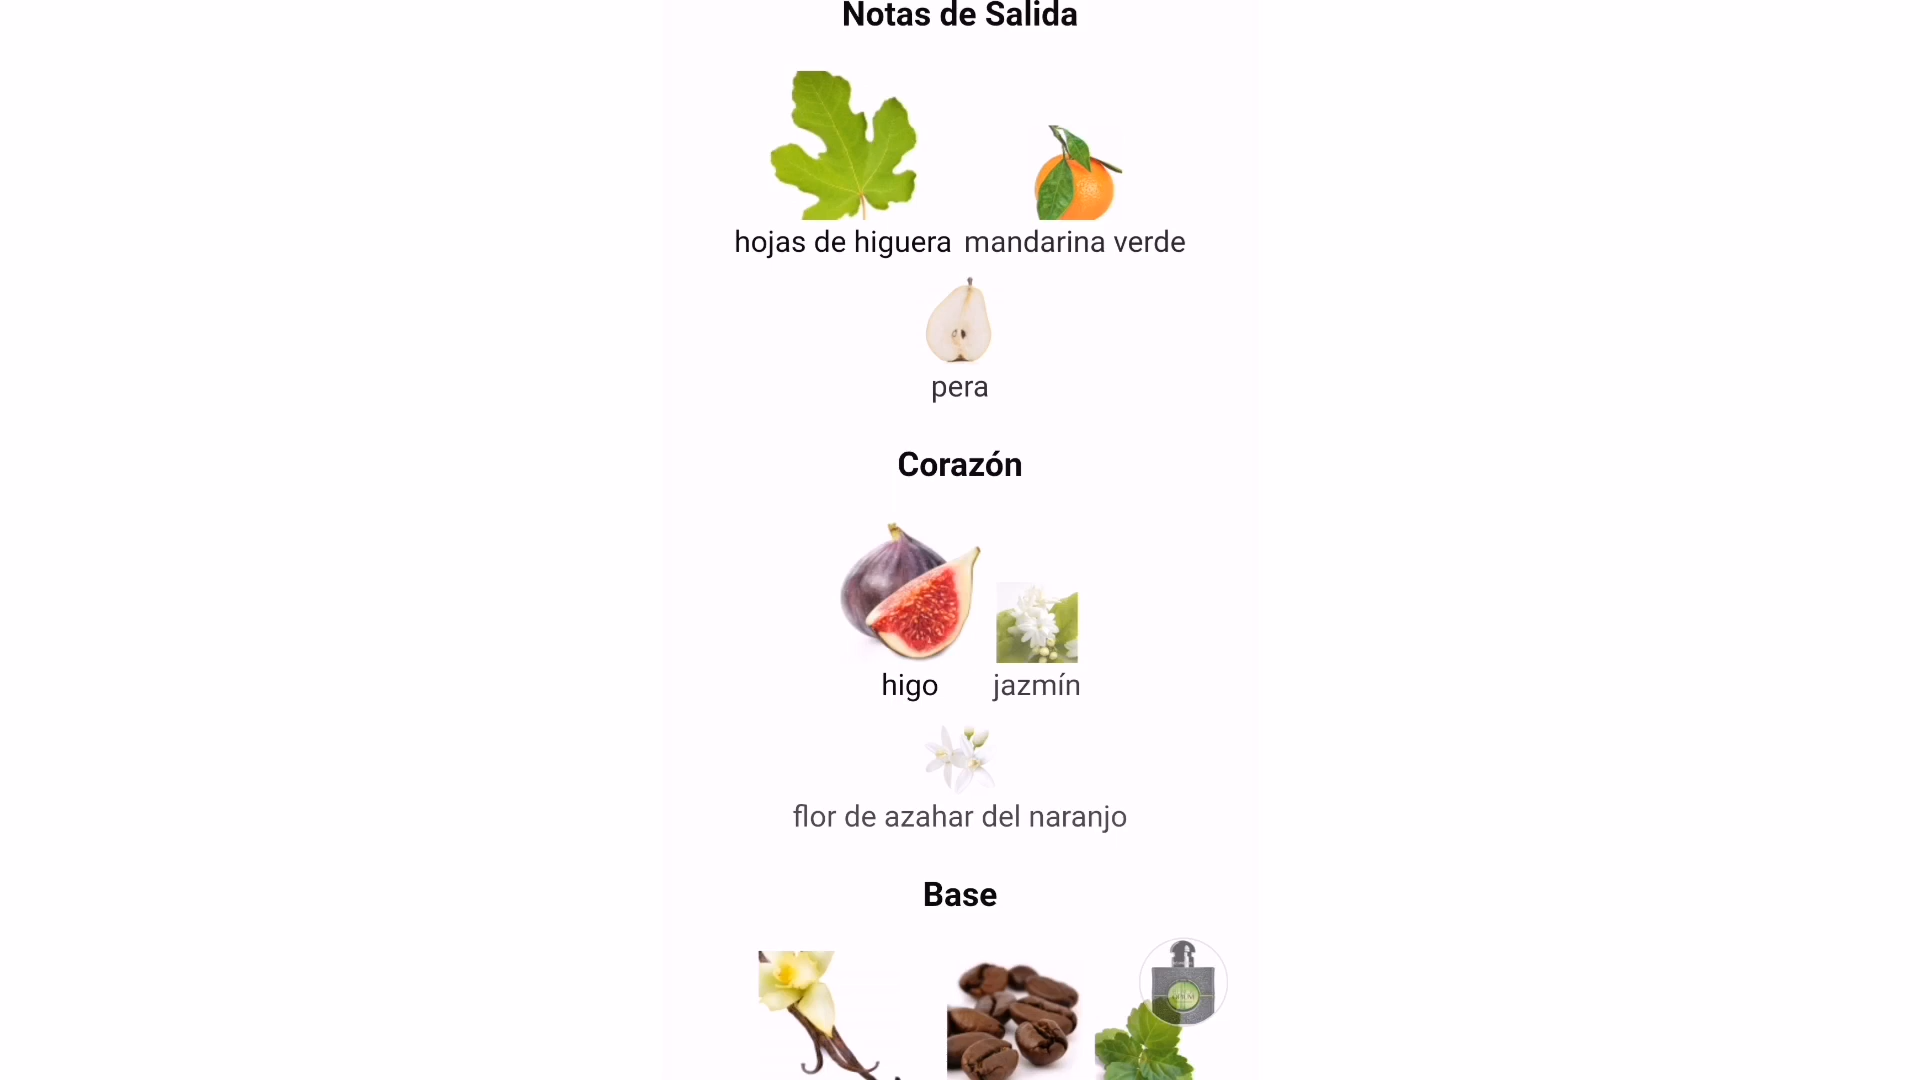 Notas de Salida
hojas de higuera mandarina verde
pera
Corazón
higo jazmín
flor de azahar del naranjo
Base